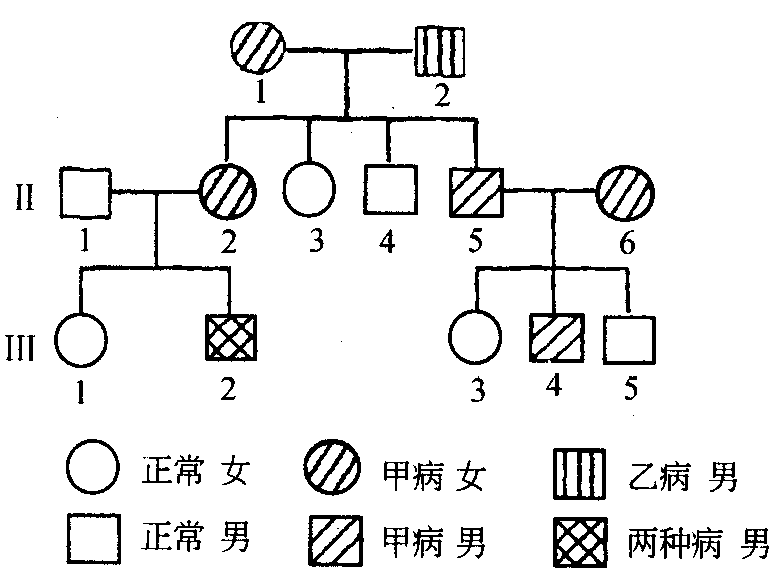 1 2
II
1 2 3 4 5 6
III
1 2 3 4 5
正常 女 甲病 女 乙病 男
正常 男 甲病 男 两种病 男